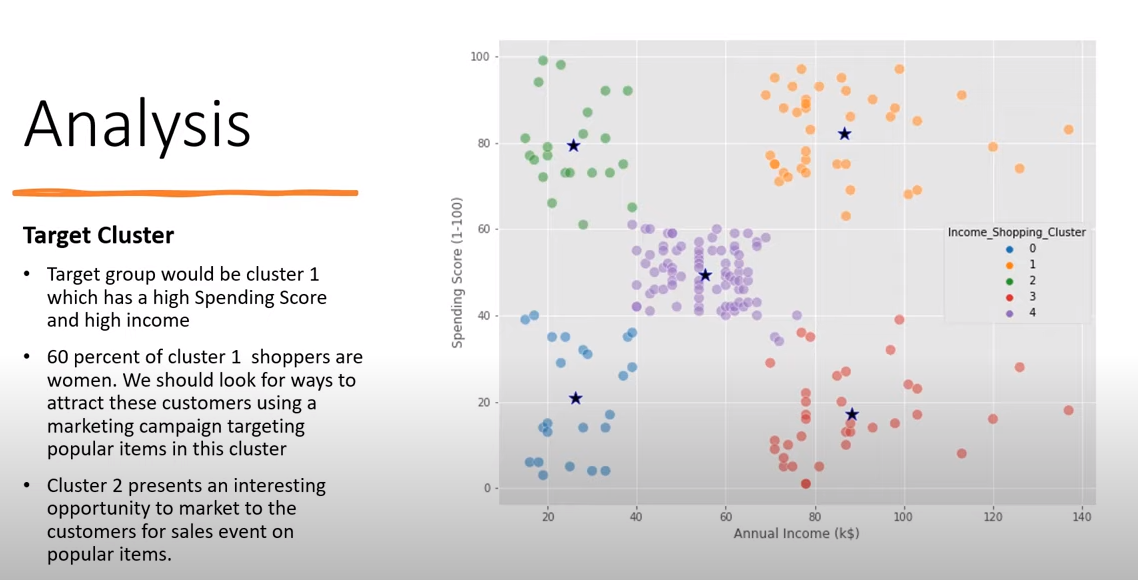 Analysis
Target Cluster
• Target group would be cluster 1
which has a high Spending Score
and high income
• 60 percent of cluster 1 shoppers are
women. We should look for ways to
attract these customers using a
marketing campaign targeting
popular items in this cluster
• Cluster 2 presents an interesting
opportunity to market to the
customers for sales event on
popular items.
Spending Score (1-100)
100
80
60
40
20
0
Income_Shopping_Cluster
0
1
2
3
4
20 40 60 80 100 120 140
Annual Income (k$)